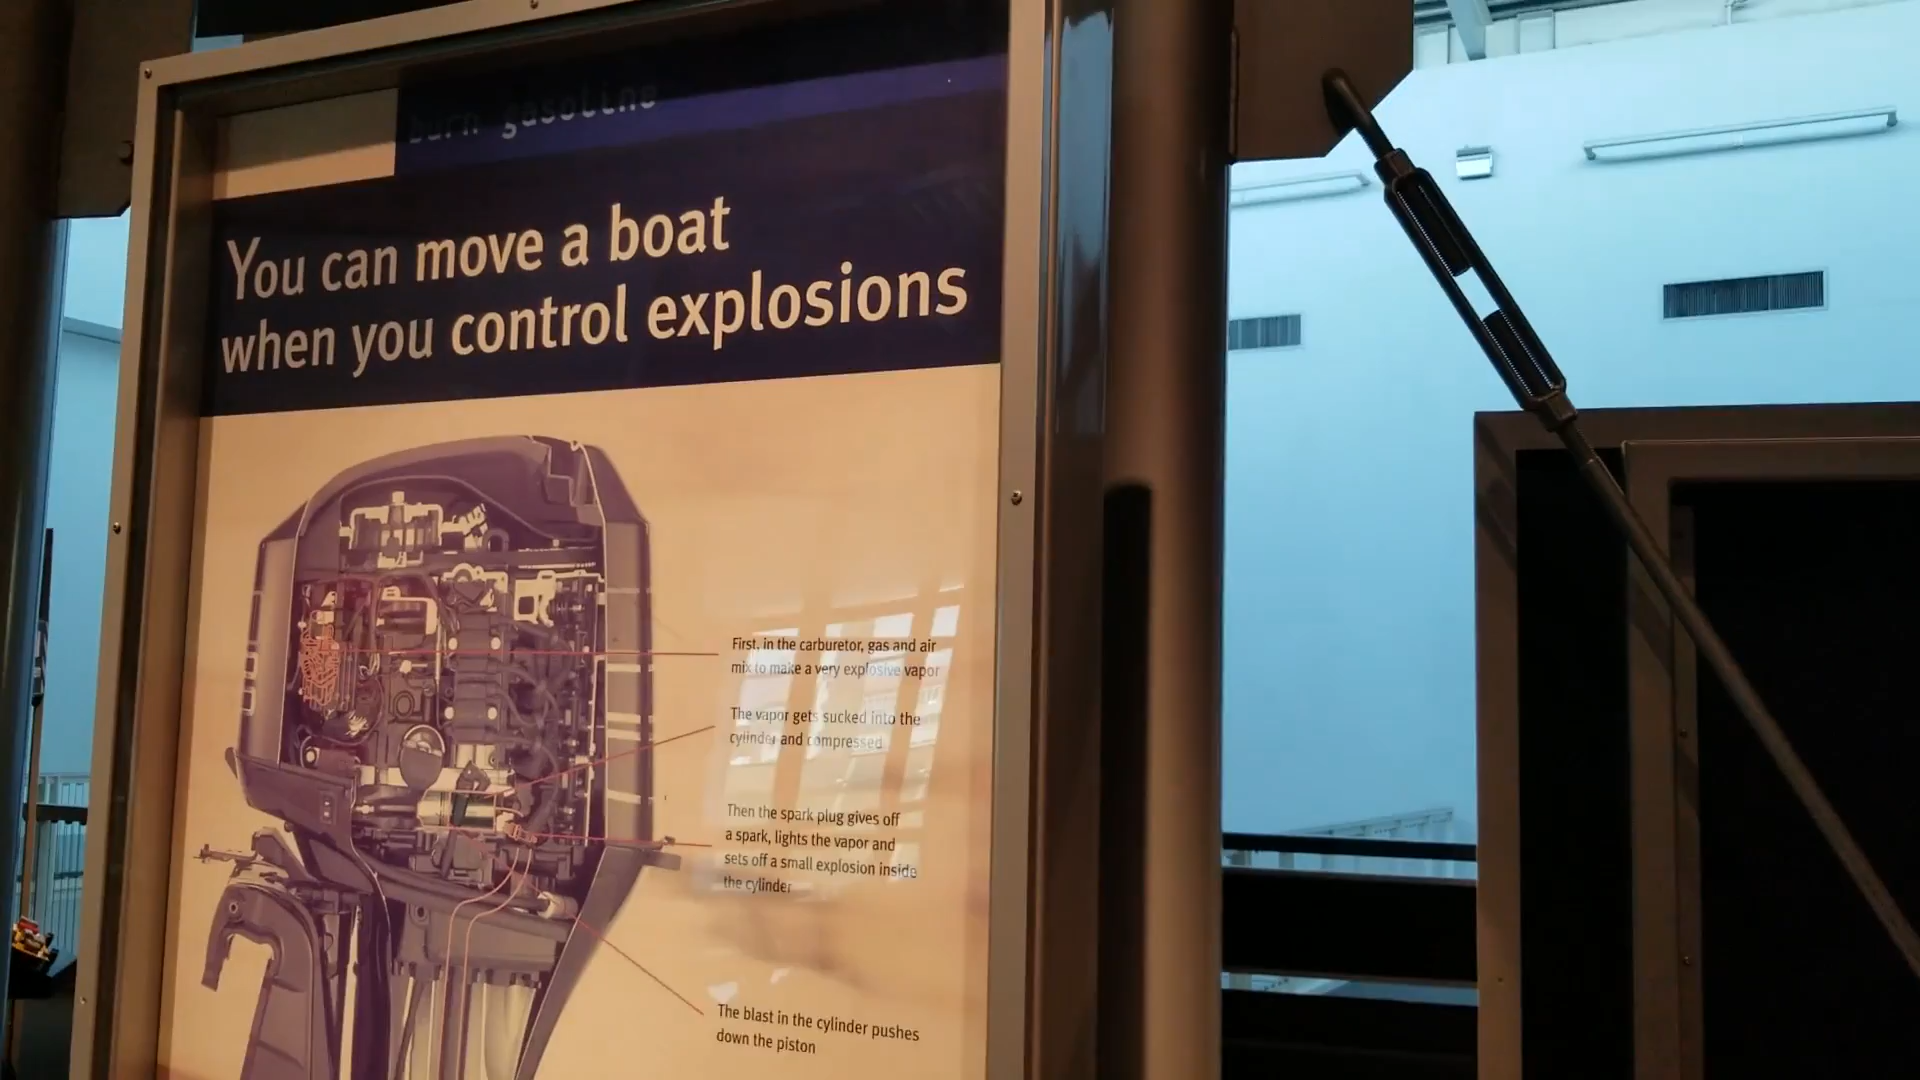 burn gasoline
You can move a boat
when you control explosions
First, in the carburetor, gas and air
mix to make a very explosive vapor
The vapor gets sucked into the
cylinder and compressed
Then the spark plug gives off
a spark, lights the vapor and
sets off a small explosion inside
the cylinder
The blast in the cylinder pushes
down the piston